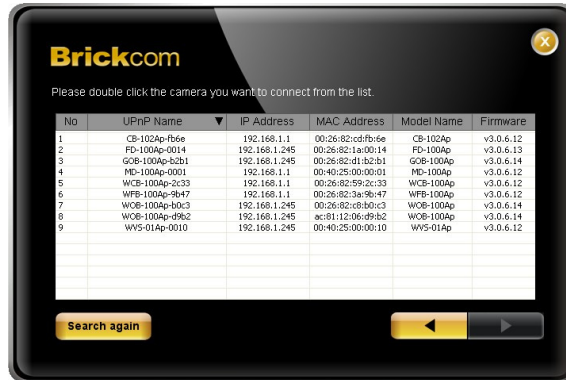 Brickcom
Please double click the camera you want to connect from the list.
No UPnP Name ▼ IP Address MAC Address Model Name Firmware
1 CB-102Ap-fb6e 192.168.1.1 00:26:82:cd:fb:6e CB-102Ap v3.0.6.12
2 FD-100Ap-0014 192.168.1.245 00:26:82:1a:00:14 FD-100Ap v3.0.6.13
3 GOB-100Ap-b2b1 192.168.1.245 00:26:82:d1:b2:b1 GOB-100Ap v3.0.6.14
4 MD-100Ap-0001 192.168.1.1 00:40:25:00:00:01 MD-100Ap v3.0.6.12
5 WCB-100Ap-2c33 192.168.1.1 00:26:82:59:2c:33 WCB-100Ap v3.0.6.12
6 WFB-100Ap-9b47 192.168.1.1 00:26:82:3a:9b:47 WFB-100Ap v3.0.6.12
7 WOB-100Ap-b0c3 192.168.1.245 00:26:82:c8:b0:c3 WOB-100Ap v3.0.6.14
8 WOB-100Ap-d9b2 192.168.1.245 ac:81:12:06:d9:b2 WOB-100Ap v3.0.6.14
9 WVS-01Ap-0010 192.168.1.245 00:40:25:00:00:10 WVS-01Ap v3.0.6.12
Search again